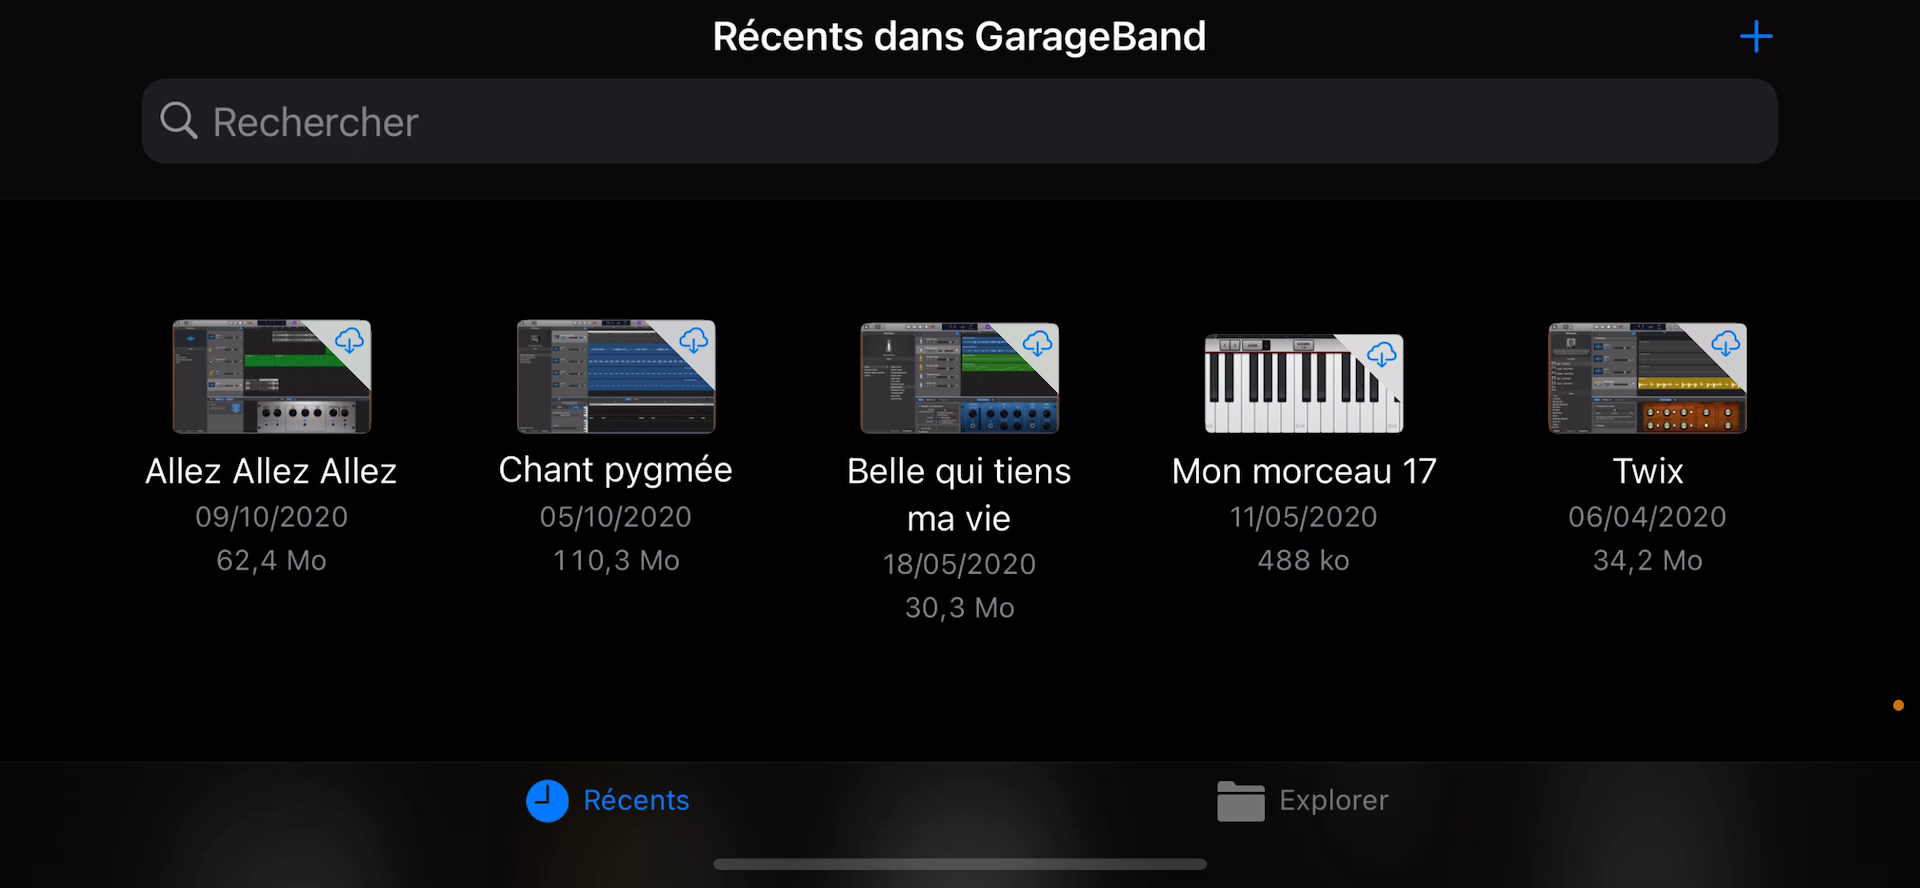 Récents dans GarageBand
Rechercher
Allez Allez Allez
09/10/2020
62,4 Mo
Chant pygmée
05/10/2020
110,3 Mo
Belle qui tiens
ma vie
18/05/2020
30,3 Mo
Mon morceau 17
11/05/2020
488 ko
Twix
06/04/2020
34,2 Mo
Récents
Explorer